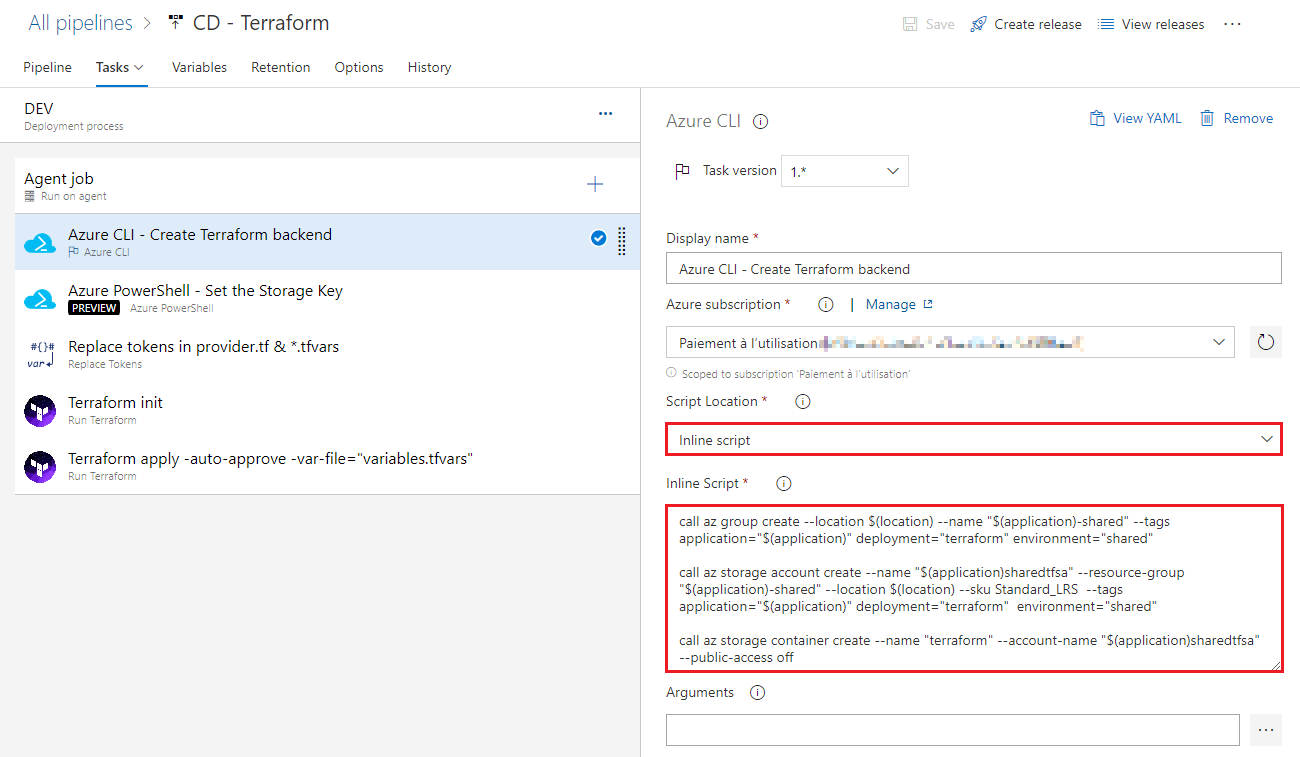 All pipelines > CD - Terraform
Save Create release View releases ...
Pipeline Tasks Variables Retention Options History
DEV
Deployment process
...
Agent job
Run on agent
Azure CLI - Create Terraform backend
Azure CLI
Azure PowerShell - Set the Storage Key
PREVIEW Azure PowerShell
#{}#
var
Replace tokens in provider.tf & *.tfvars
Replace Tokens
Terraform init
Run Terraform
Terraform apply -auto-approve -var-file="variables.tfvars"
Run Terraform
Azure CLI
View YAML Remove
Task version 1.*
Display name *
Azure CLI - Create Terraform backend
Azure subscription * | Manage
Paiement à l’utilisation
Scoped to subscription 'Paiement à l’utilisation'
Script Location *
Inline script
Inline Script *
call az group create --location $(location) --name "$(application)-shared" --tags
application="$(application)" deployment="terraform" environment="shared"
call az storage account create --name "$(application)sharedtfsa" --resource-group
"$(application)-shared" --location $(location) --sku Standard_LRS  --tags
application="$(application)" deployment="terraform"  environment="shared"
call az storage container create --name "terraform" --account-name "$(application)sharedtfsa"
--public-access off
Arguments
...